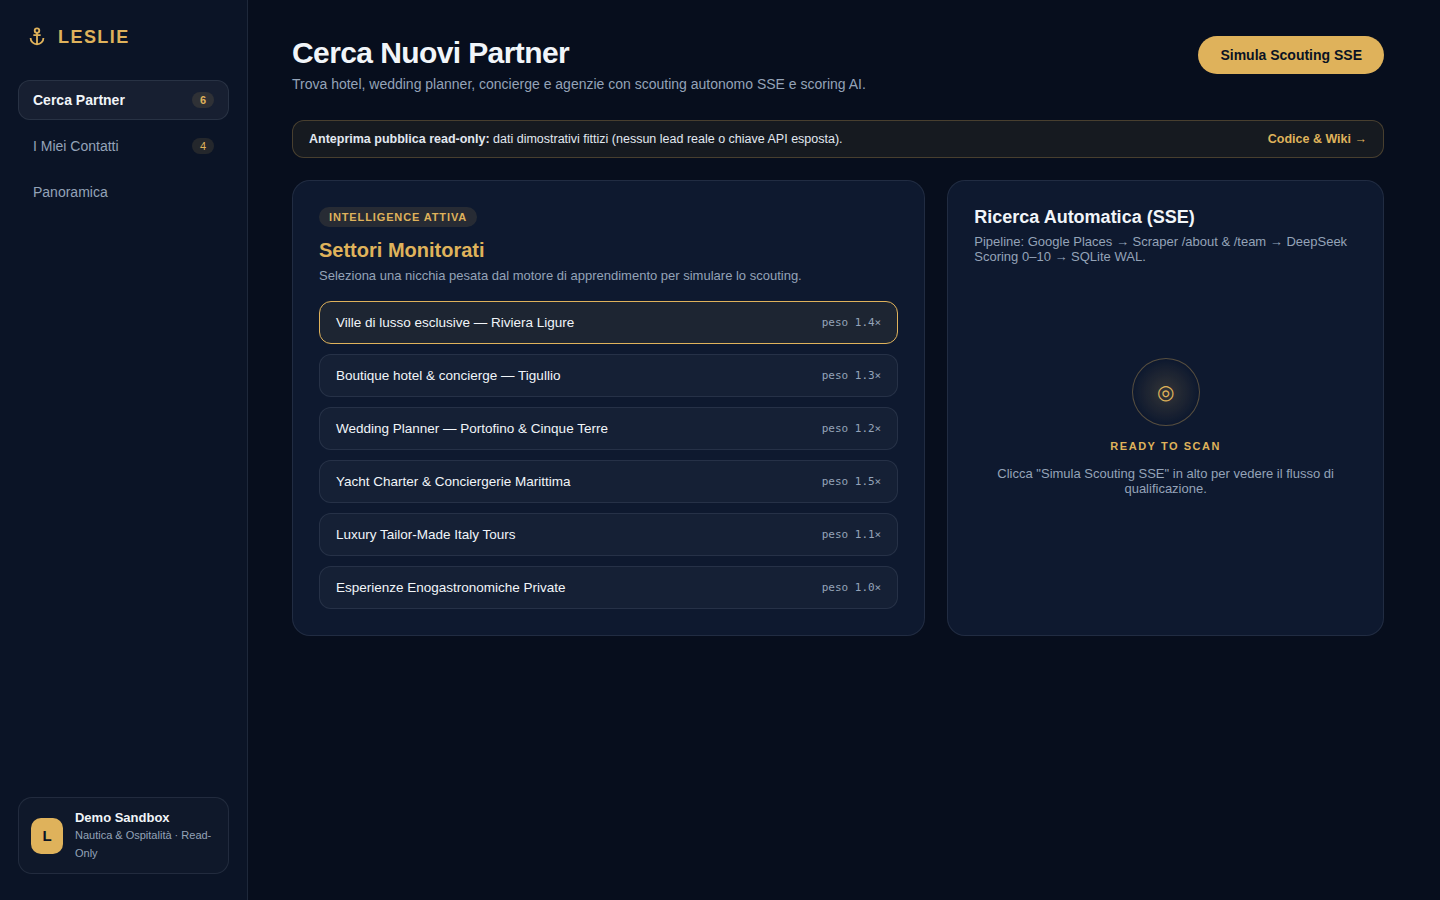 LESLIE
Cerca Partner 6
I Miei Contatti 4
Panoramica
Demo Sandbox
L
Nautica & Ospitalità · Read-
Only
Cerca Nuovi Partner
Trova hotel, wedding planner, concierge e agenzie con scouting autonomo SSE e scoring AI.
Simula Scouting SSE
Anteprima pubblica read-only: dati dimostrativi fittizi (nessun lead reale o chiave API esposta).
Codice & Wiki →
INTELLIGENCE ATTIVA
Settori Monitorati
Seleziona una nicchia pesata dal motore di apprendimento per simulare lo scouting.
Ville di lusso esclusive — Riviera Ligure peso 1.4×
Boutique hotel & concierge — Tigullio peso 1.3×
Wedding Planner — Portofino & Cinque Terre peso 1.2×
Yacht Charter & Conciergerie Marittima peso 1.5×
Luxury Tailor-Made Italy Tours peso 1.1×
Esperienze Enogastronomiche Private peso 1.0×
Ricerca Automatica (SSE)
Pipeline: Google Places → Scraper /about & /team → DeepSeek
Scoring 0–10 → SQLite WAL.
READY TO SCAN
Clicca "Simula Scouting SSE" in alto per vedere il flusso di
qualificazione.